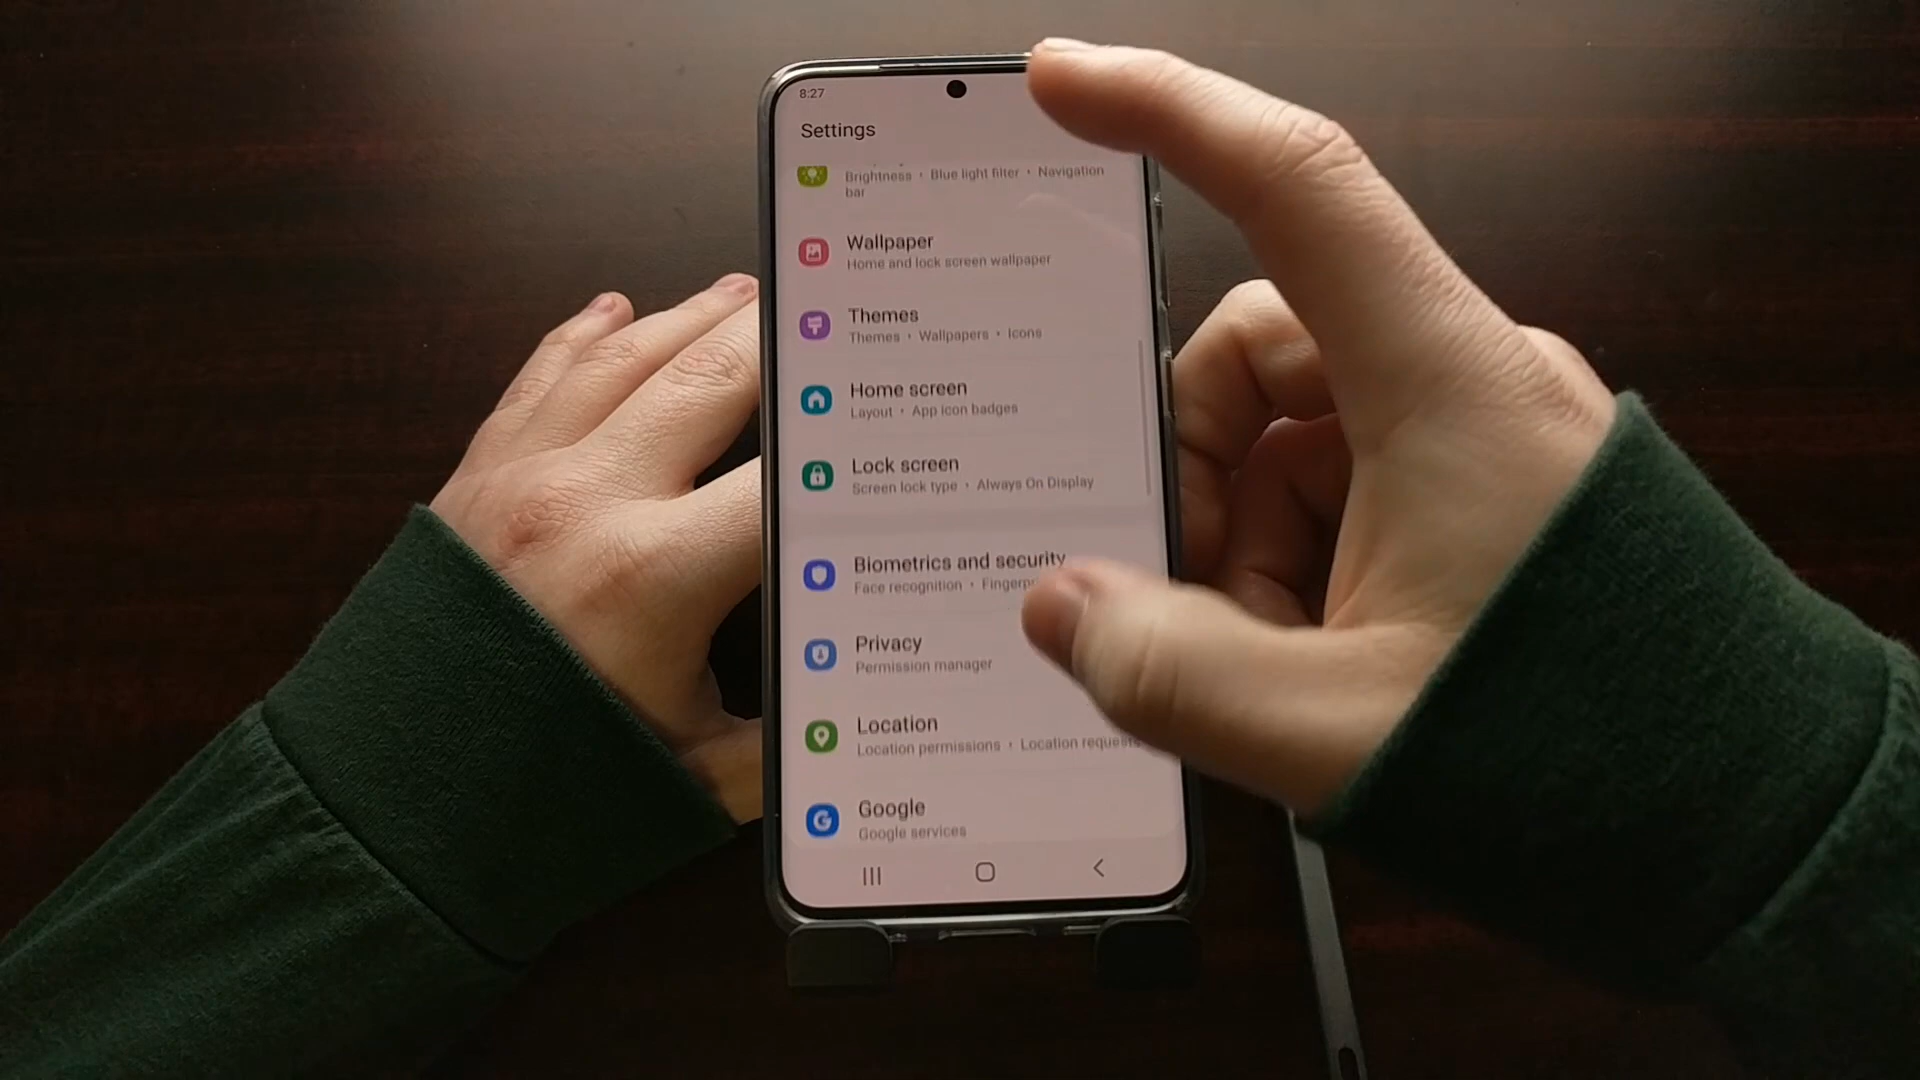 8:27
Settings
Brightness • Blue light filter • Navigation
bar
Wallpaper
Home and lock screen wallpaper
Themes
Themes • Wallpapers • Icons
Home screen
Layout • App icon badges
Lock screen
Screen lock type • Always On Display
Biometrics and security
Face recognition •
Privacy
Permission manager
Location
Location permissions • Location requests
Google
Google services